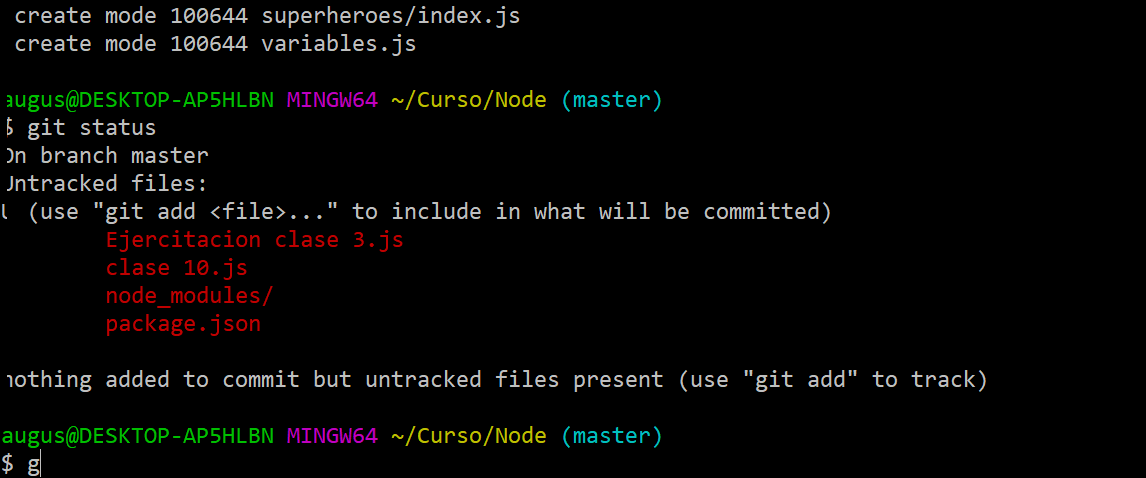 create mode 100644 superheroes/index.js
create mode 100644 variables.js
augus@DESKTOP-AP5HLBN MINGW64 ~/Curso/Node (master)
$ git status
On branch master
Untracked files:
(use "git add <file>..." to include in what will be committed)
Ejercitacion clase 3.js
clase 10.js
node_modules/
package.json
nothing added to commit but untracked files present (use "git add" to track)
augus@DESKTOP-AP5HLBN MINGW64 ~/Curso/Node (master)
$ g